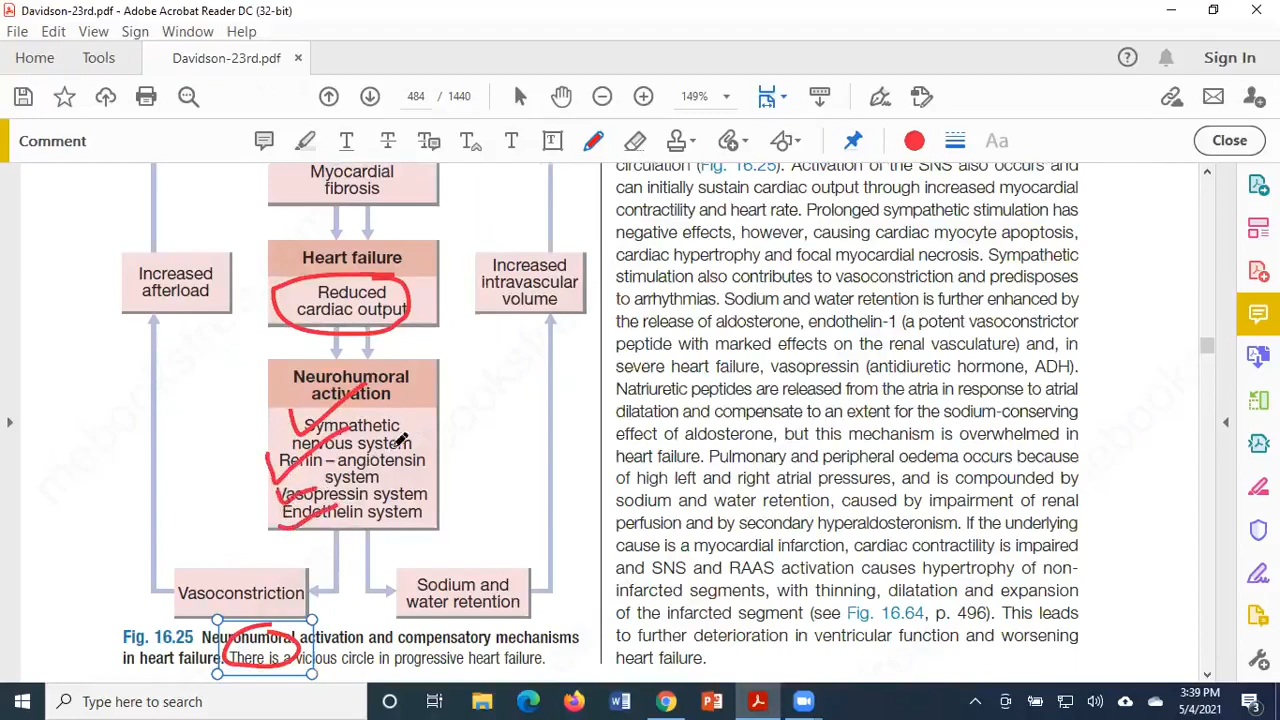 Davidson-23rd.pdf - Adobe Acrobat Reader DC (32-bit)
File Edit View Sign Window Help
Home Tools Davidson-23rd.pdf × Sign In
484 / 1440 149%
Comment Close
Myocardial
fibrosis
Heart failure
Reduced
cardiac output
Increased
afterload
Increased
intravascular
volume
Neurohumoral
activation
Sympathetic
nervous system
Renin – angiotensin
system
Vasopressin system
Endothelin system
Vasoconstriction
Sodium and
water retention
Fig. 16.25 Neurohumoral activation and compensatory mechanisms
in heart failure. There is a vicious circle in progressive heart failure.
circulation (Fig. 16.25). Activation of the SNS also occurs and
can initially sustain cardiac output through increased myocardial
contractility and heart rate. Prolonged sympathetic stimulation has
negative effects, however, causing cardiac myocyte apoptosis,
cardiac hypertrophy and focal myocardial necrosis. Sympathetic
stimulation also contributes to vasoconstriction and predisposes
to arrhythmias. Sodium and water retention is further enhanced by
the release of aldosterone, endothelin-1 (a potent vasoconstrictor
peptide with marked effects on the renal vasculature) and, in
severe heart failure, vasopressin (antidiuretic hormone, ADH).
Natriuretic peptides are released from the atria in response to atrial
dilatation and compensate to an extent for the sodium-conserving
effect of aldosterone, but this mechanism is overwhelmed in
heart failure. Pulmonary and peripheral oedema occurs because
of high left and right atrial pressures, and is compounded by
sodium and water retention, caused by impairment of renal
perfusion and by secondary hyperaldosteronism. If the underlying
cause is a myocardial infarction, cardiac contractility is impaired
and SNS and RAAS activation causes hypertrophy of non-
infarcted segments, with thinning, dilatation and expansion
of the infarcted segment (see Fig. 16.64, p. 496). This leads
to further deterioration in ventricular function and worsening
heart failure.
Type here to search
3:39 PM
5/4/2021
3